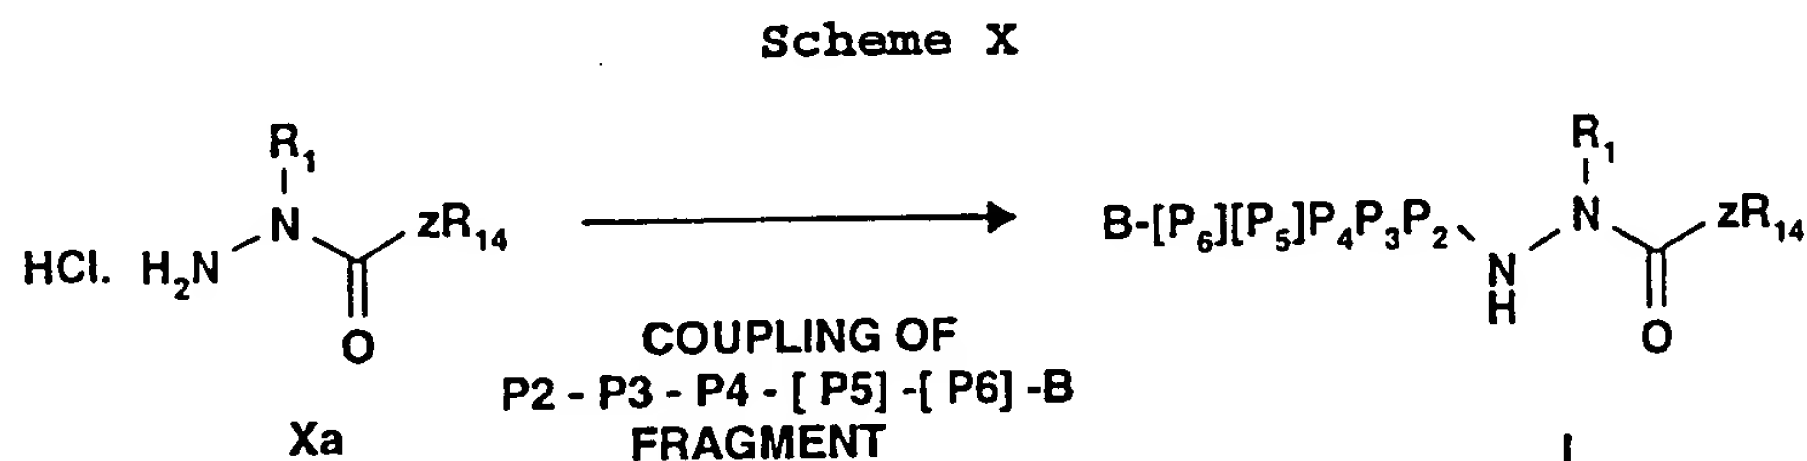 Scheme X
R1
R1
N
zR14
B-[P6][P5]P4P3P2
N
zR14
HCl. H2N
N
H
O
COUPLING OF
O
P2 - P3 - P4 - [ P5] -[ P6] -B
Xa
FRAGMENT
I